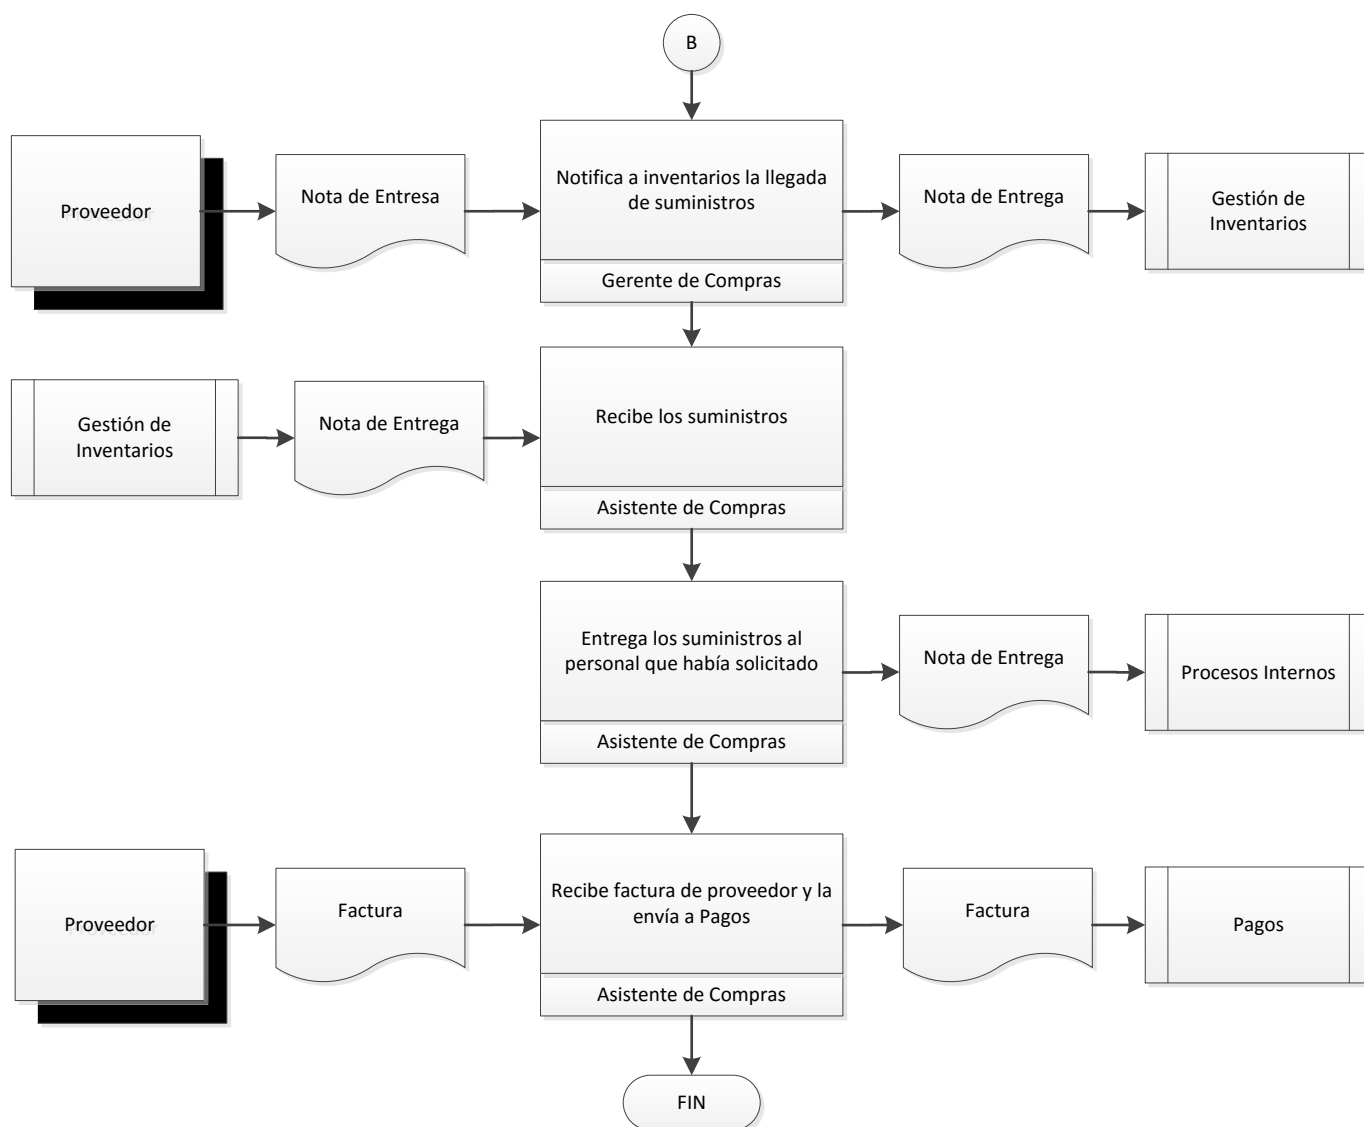 B
Proveedor
Nota de Entresa
Notifica a inventarios la llegada
de suministros
Gerente de Compras
Nota de Entrega
Gestión de
Inventarios
Gestión de
Inventarios
Nota de Entrega
Recibe los suministros
Asistente de Compras
Entrega los suministros al
personal que había solicitado
Asistente de Compras
Nota de Entrega
Procesos Internos
Proveedor
Factura
Recibe factura de proveedor y la
envía a Pagos
Asistente de Compras
Factura
Pagos
FIN